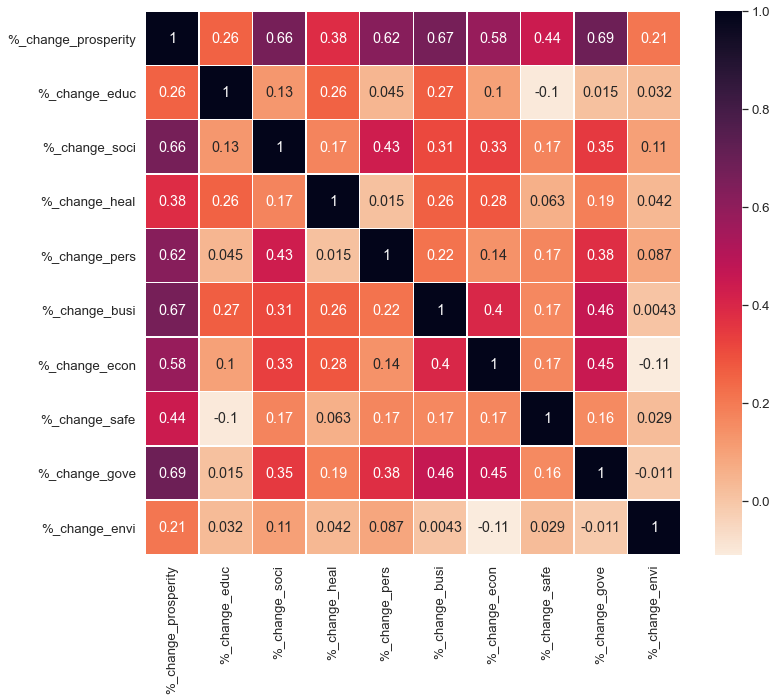 %_change_prosperity 1 0.26 0.66 0.38 0.62 0.67 0.58 0.44 0.69 0.21
%_change_educ 0.26 1 0.13 0.26 0.045 0.27 0.1 -0.1 0.015 0.032
%_change_soci 0.66 0.13 1 0.17 0.43 0.31 0.33 0.17 0.35 0.11
%_change_heal 0.38 0.26 0.17 1 0.015 0.26 0.28 0.063 0.19 0.042
%_change_pers 0.62 0.045 0.43 0.015 1 0.22 0.14 0.17 0.38 0.087
%_change_busi 0.67 0.27 0.31 0.26 0.22 1 0.4 0.17 0.46 0.0043
%_change_econ 0.58 0.1 0.33 0.28 0.14 0.4 1 0.17 0.45 -0.11
%_change_safe 0.44 -0.1 0.17 0.063 0.17 0.17 0.17 1 0.16 0.029
%_change_gove 0.69 0.015 0.35 0.19 0.38 0.46 0.45 0.16 1 -0.011
%_change_envi 0.21 0.032 0.11 0.042 0.087 0.0043 -0.11 0.029 -0.011 1
%_change_prosperity
%_change_educ
%_change_soci
%_change_heal
%_change_pers
%_change_busi
%_change_econ
%_change_safe
%_change_gove
%_change_envi
1.0
0.8
0.6
0.4
0.2
0.0